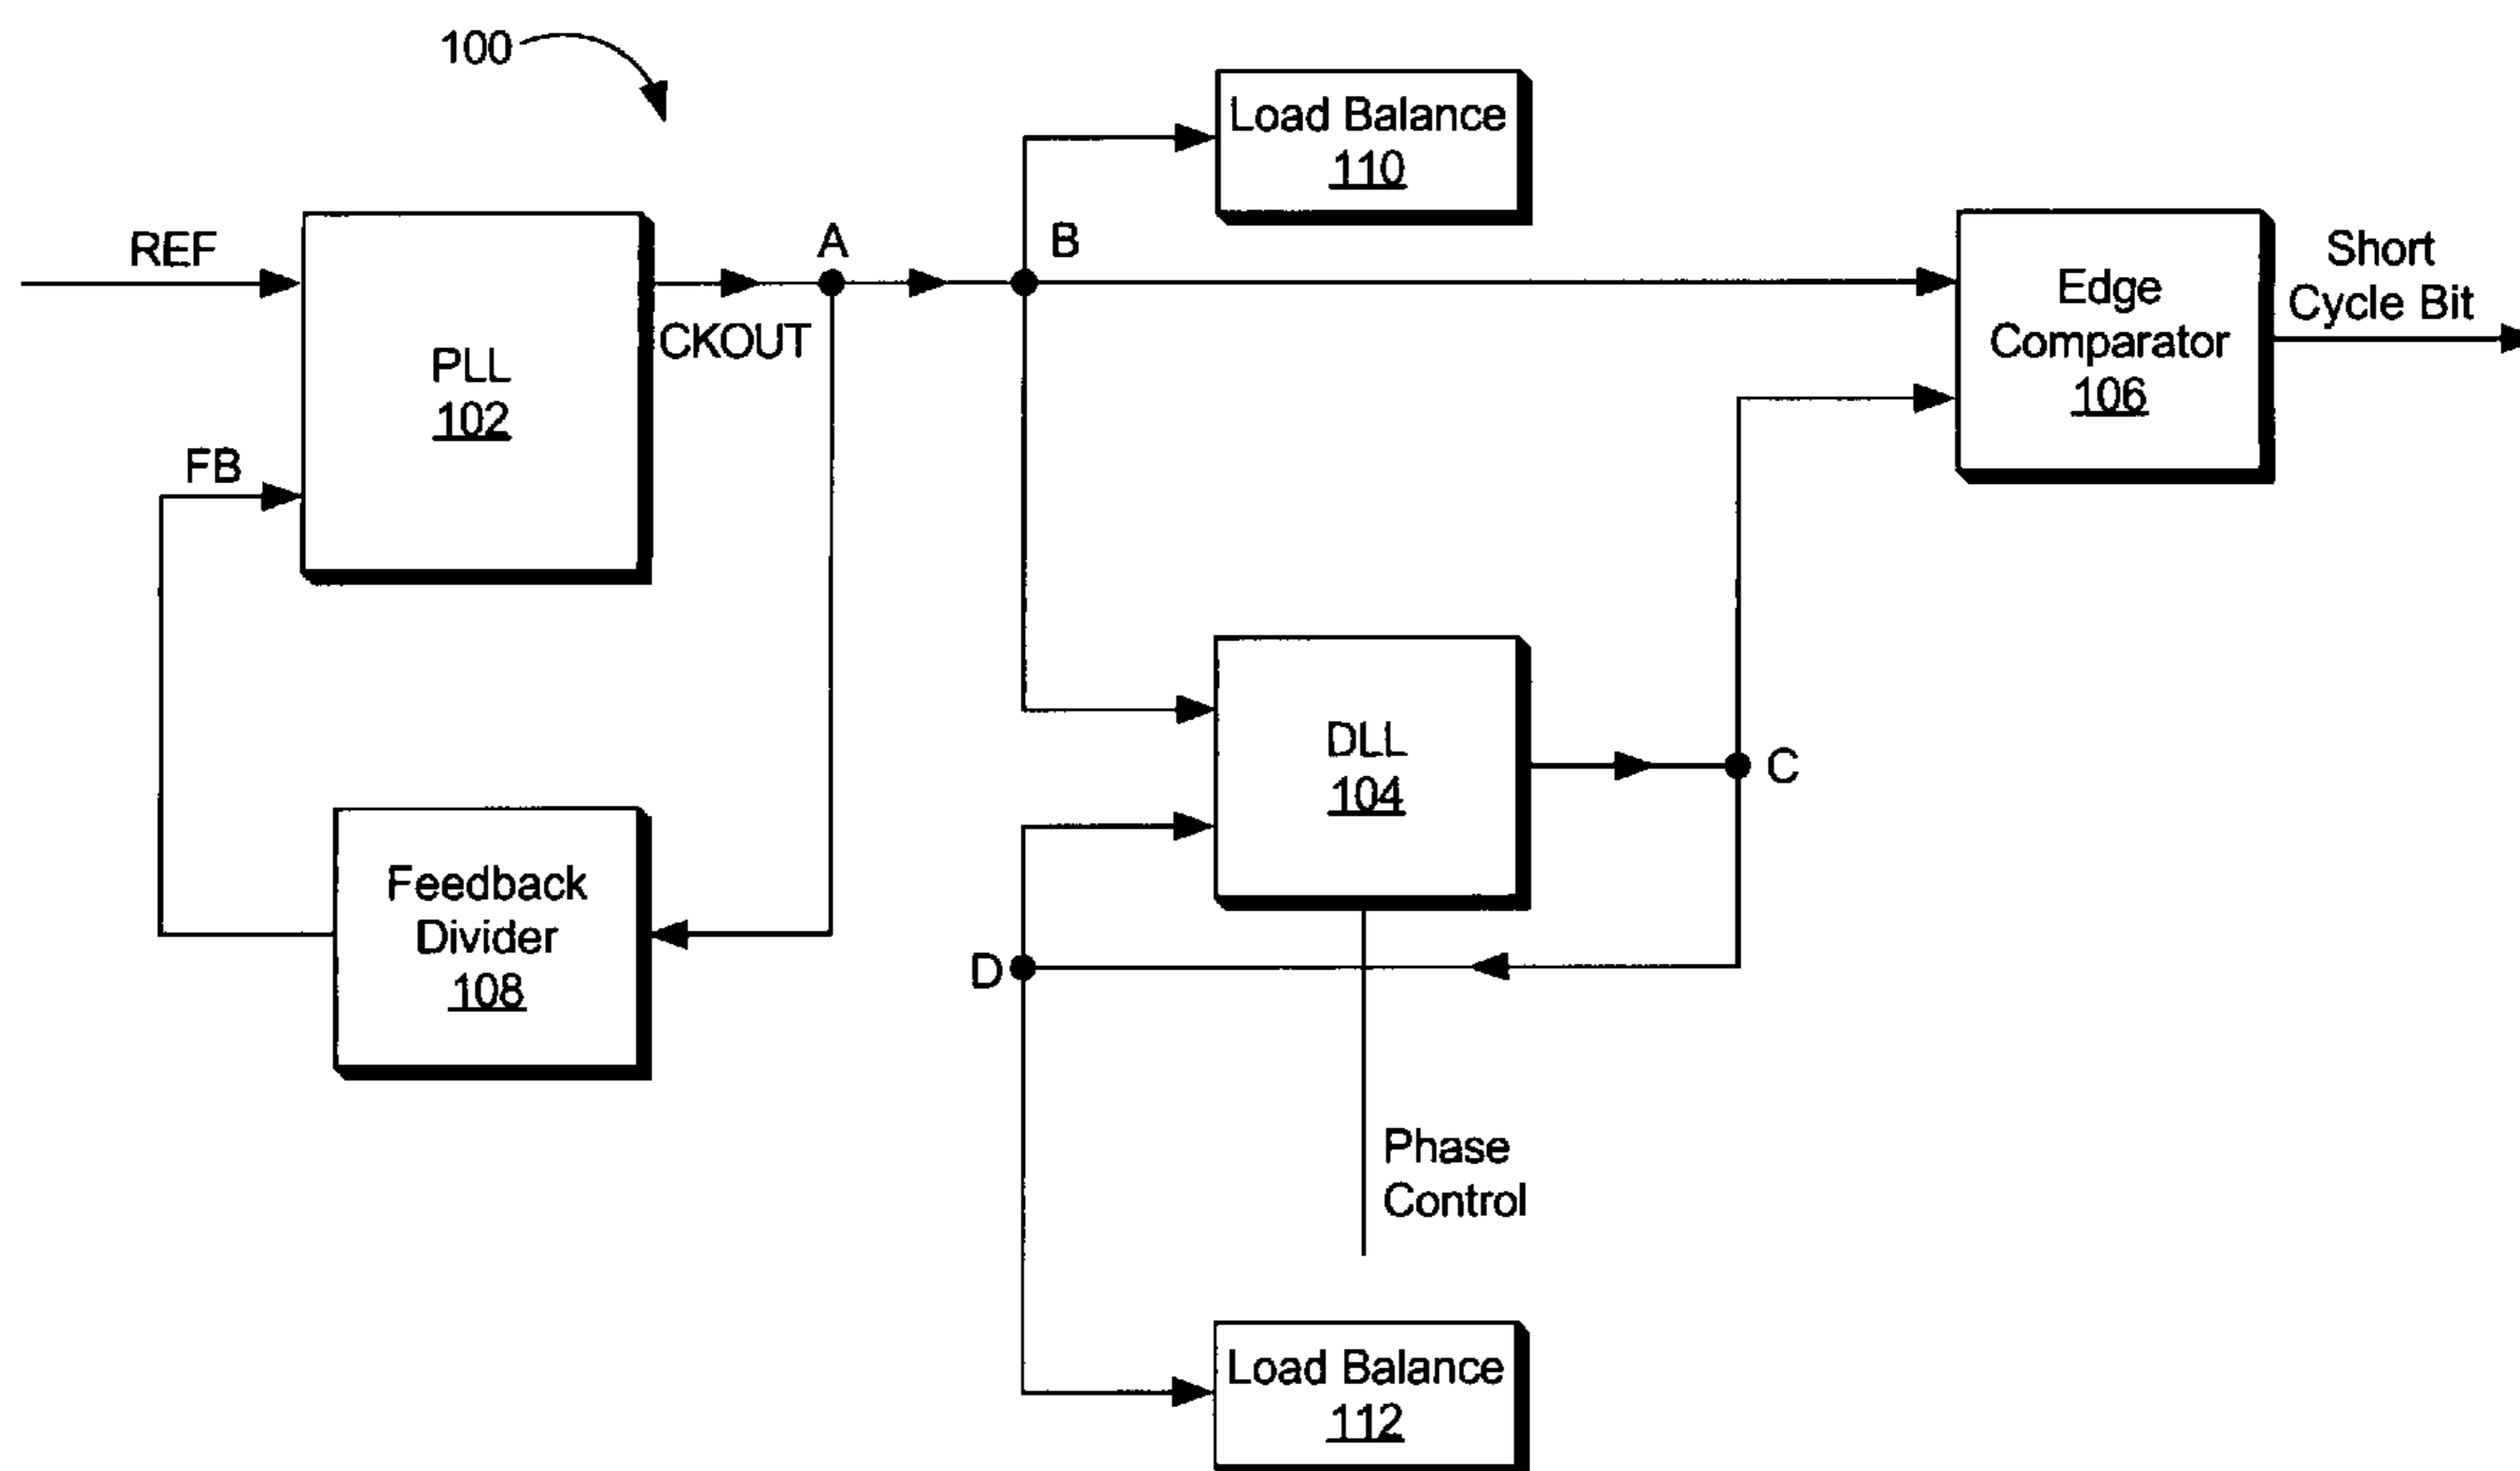 100
Load Balance
110
REF
A
B
Short
Cycle Bit
Edge
Comparator
106
CKOUT
PLL
102
FB
DLL
104
C
Feedback
Divider
108
D
Phase
Control
Load Balance
112